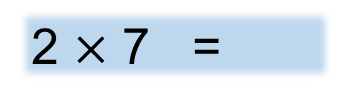 2 × 7 =